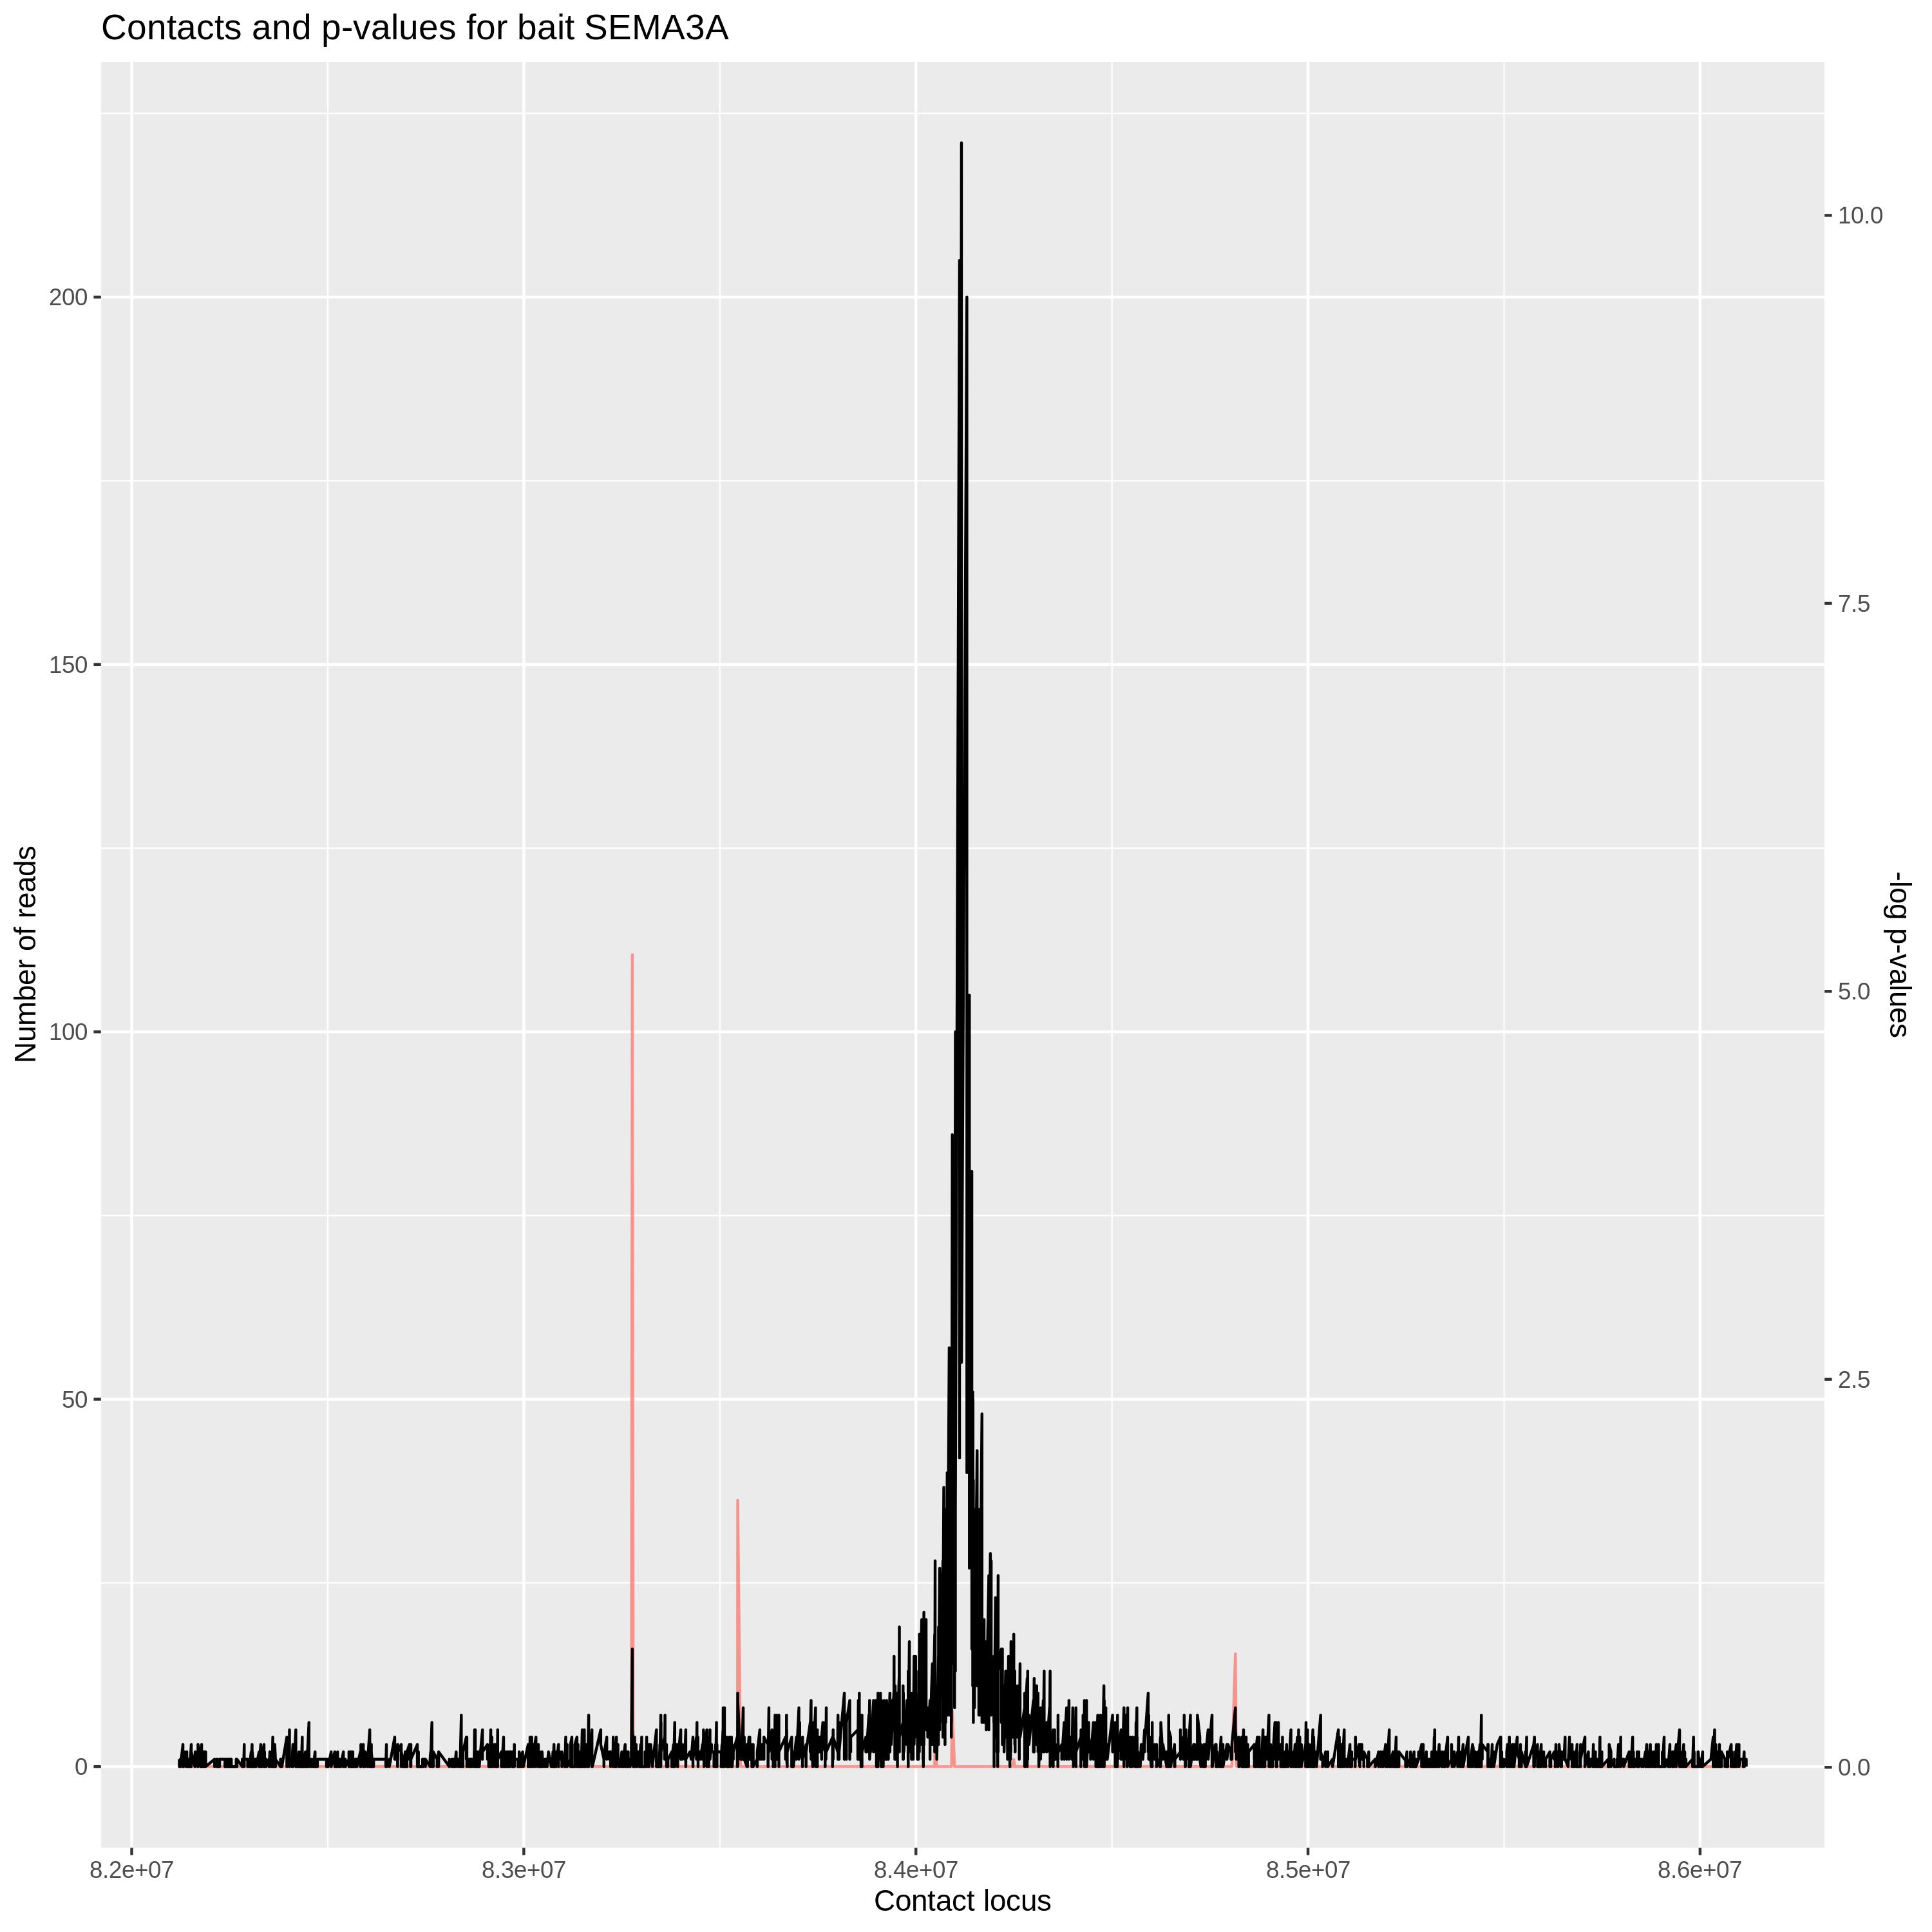 Contacts and p-values for bait SEMA3A
Number of reads
200
150
100
50
0
10.0
7.5
5.0
2.5
0.0
-log p-values
8.2e+07 8.3e+07 8.4e+07 8.5e+07 8.6e+07
Contact locus